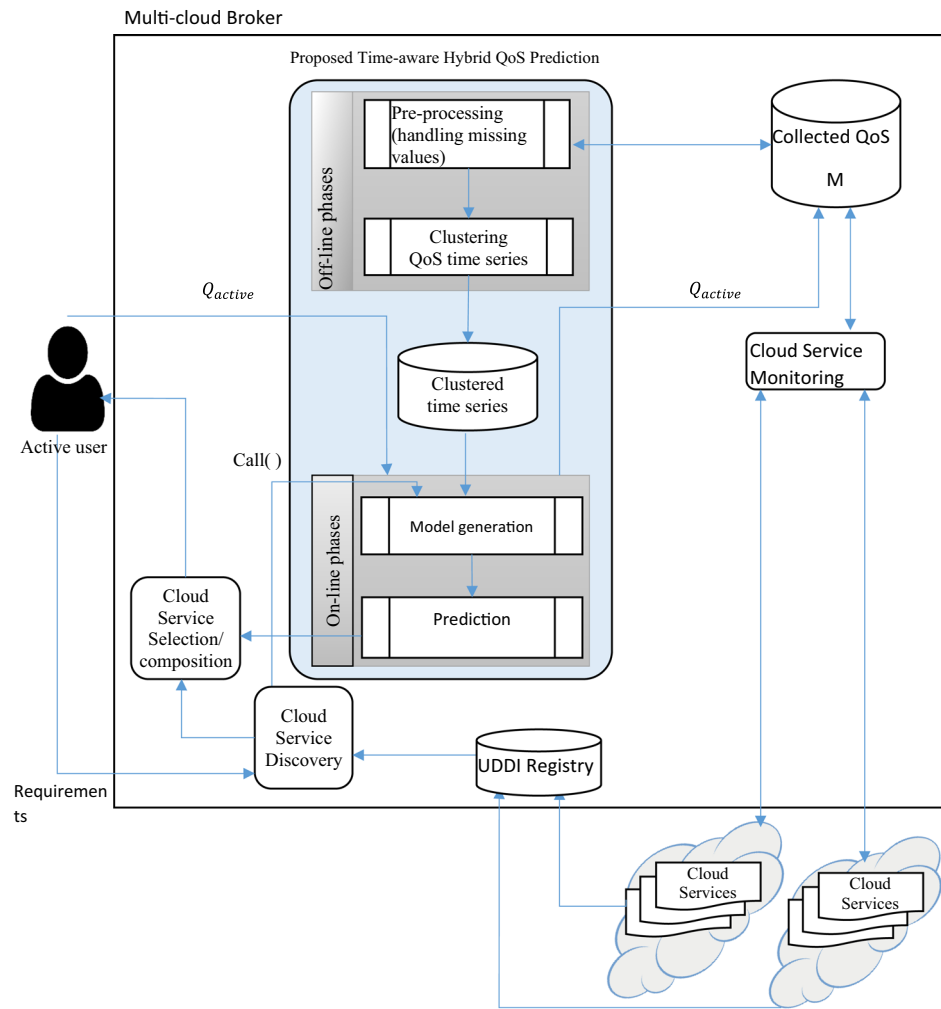 Multi-cloud Broker
Proposed Time-aware Hybrid QoS Prediction
Off-line phases
Pre-processing
(handling missing
values)
Collected QoS
M
Clustering
QoS time series
Q_active
Q_active
Cloud Service
Monitoring
Clustered
time series
Active user
Call( )
On-line phases
Model generation
Prediction
Cloud
Service
Selection/
composition
Cloud
Service
Discovery
UDDI Registry
Requiremen
ts
Cloud
Services
Cloud
Services